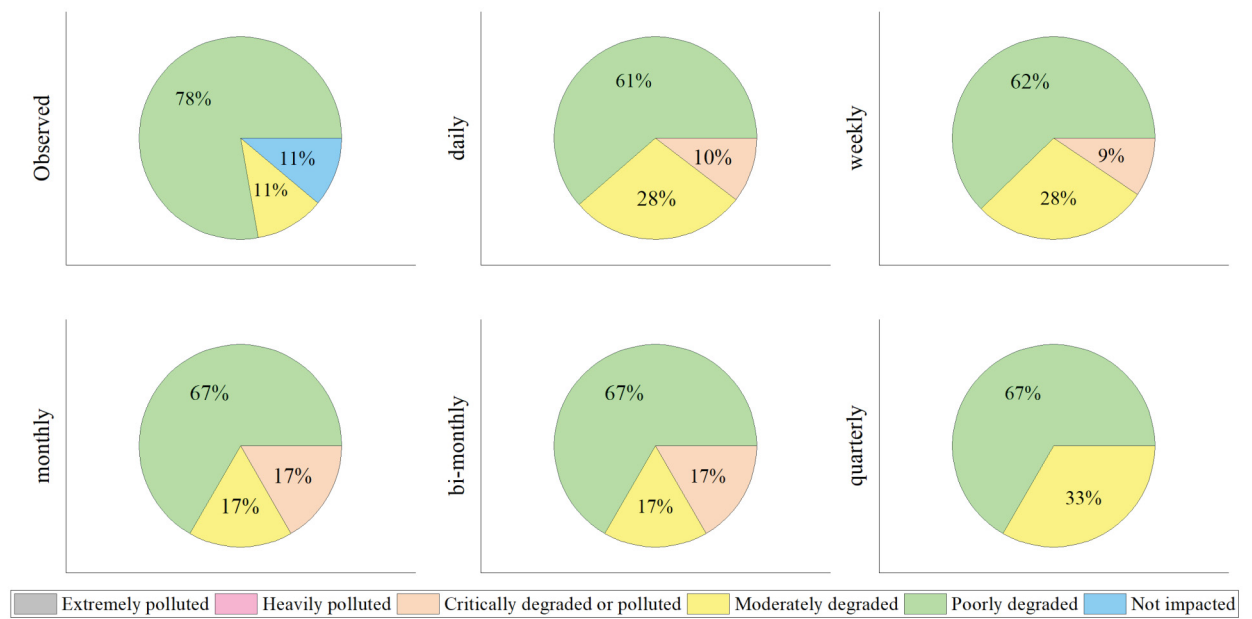 Observed
78%
11%
11%
daily
61%
10%
28%
weekly
62%
9%
28%
monthly
67%
17%
17%
bi-monthly
67%
17%
17%
quarterly
67%
33%
Extremely polluted Heavily polluted Critically degraded or polluted Moderately degraded Poorly degraded Not impacted